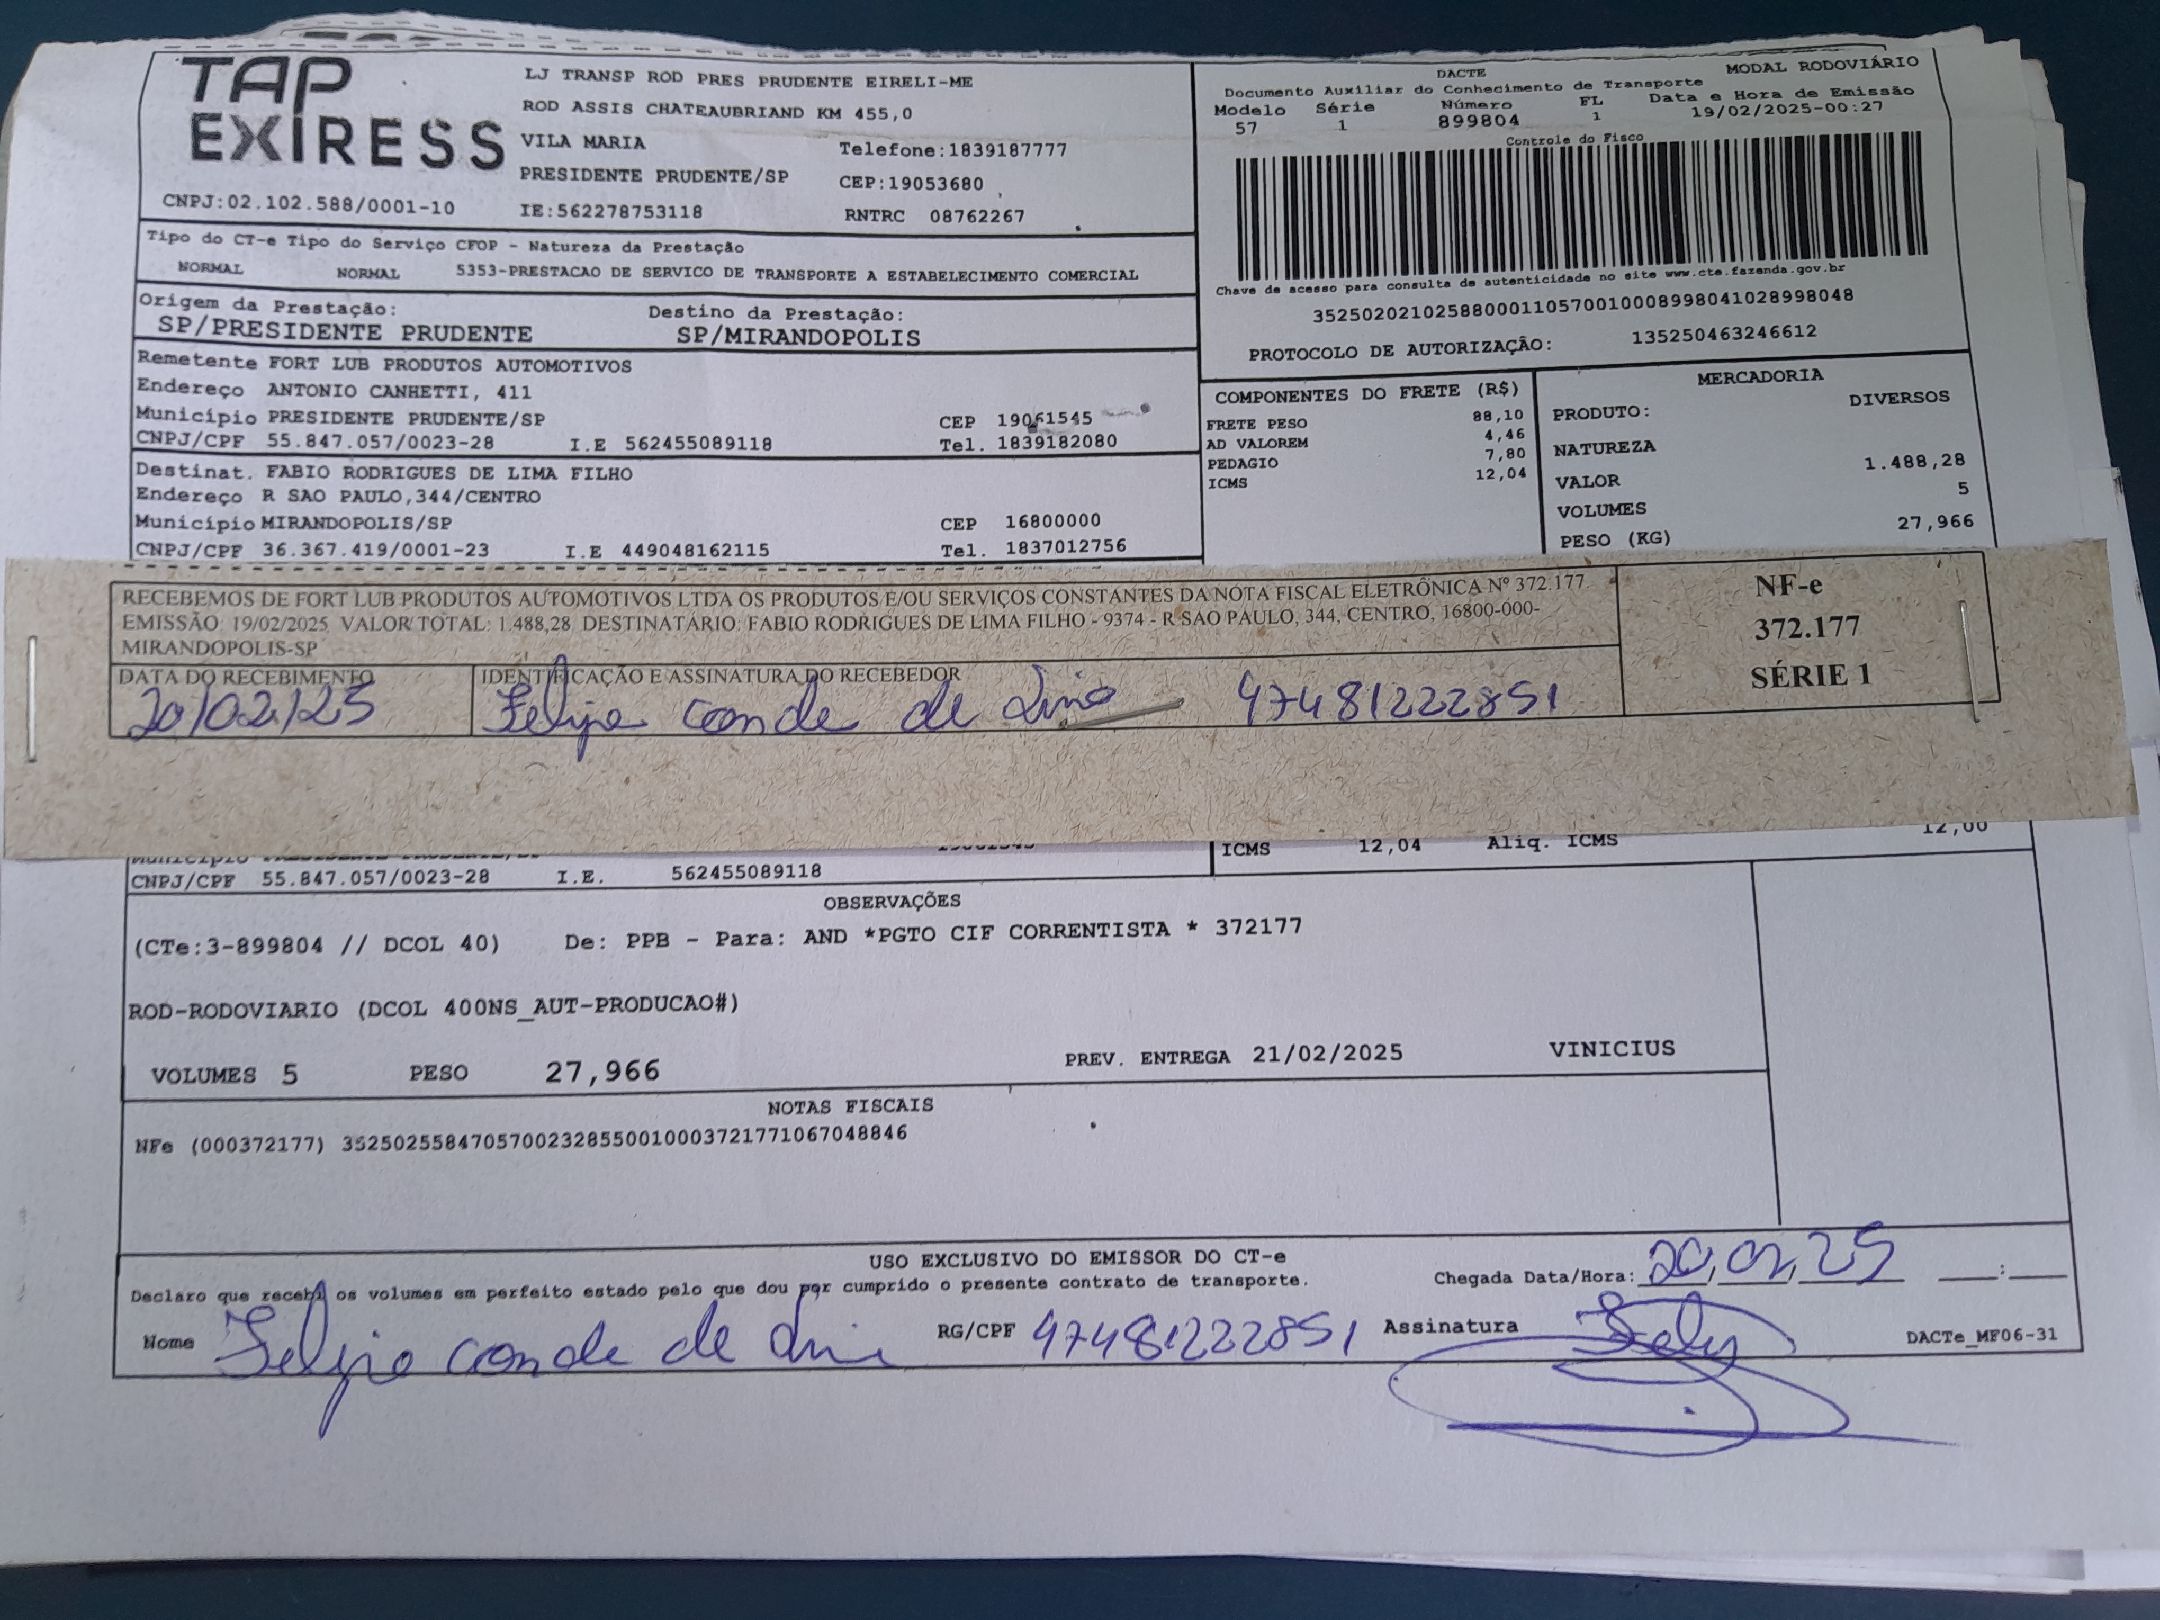 TAP
EXIRESS
CNPJ:02.102.588/0001-10
LJ TRANSP ROD PRES PRUDENTE EIRELI-ME
ROD ASSIS CHATEAUBRIAND KM 455,0
VILA MARIA Telefone:1839187777
PRESIDENTE PRUDENTE/SP CEP:19053680
IE:562278753118 RNTRC 08762267
DACTE MODAL RODOVIÁRIO
Documento Auxiliar do Conhecimento de Transporte
Modelo Série Número FL Data e Hora de Emissão
57 1 899804 1 19/02/2025-00:27
Controle do Fisco
Chave de acesso para consulta de autenticidade no site www.cte.fazenda.gov.br
35250202102588000110570010008998041028998048
PROTOCOLO DE AUTORIZAÇÃO: 135250463246612
Tipo do CT-e Tipo do Serviço CFOP - Natureza da Prestação
NORMAL NORMAL 5353-PRESTACAO DE SERVICO DE TRANSPORTE A ESTABELECIMENTO COMERCIAL
Origem da Prestação: Destino da Prestação:
SP/PRESIDENTE PRUDENTE SP/MIRANDOPOLIS
Remetente FORT LUB PRODUTOS AUTOMOTIVOS
Endereço ANTONIO CANHETTI, 411
Município PRESIDENTE PRUDENTE/SP CEP 19061545
CNPJ/CPF 55.847.057/0023-28 I.E 562455089118 Tel. 1839182080
Destinat. FABIO RODRIGUES DE LIMA FILHO
Endereço R SAO PAULO,344/CENTRO
Município MIRANDOPOLIS/SP CEP 16800000
CNPJ/CPF 36.367.419/0001-23 I.E 449048162115 Tel. 1837012756
COMPONENTES DO FRETE (R$)
FRETE PESO 88,10
AD VALOREM 4,46
PEDAGIO 7,80
ICMS 12,04
MERCADORIA
PRODUTO: DIVERSOS
NATUREZA
VALOR 1.488,28
VOLUMES 5
PESO (KG) 27,966
RECEBEMOS DE FORT LUB PRODUTOS AUTOMOTIVOS LTDA OS PRODUTOS E/OU SERVIÇOS CONSTANTES DA NOTA FISCAL ELETRÔNICA Nº 372.177.
EMISSÃO: 19/02/2025 VALOR TOTAL: 1.488,28 DESTINATÁRIO: FABIO RODRIGUES DE LIMA FILHO - 9374 - R SAO PAULO, 344, CENTRO, 16800-000-
MIRANDOPOLIS-SP
DATA DO RECEBIMENTO IDENTIFICAÇÃO E ASSINATURA DO RECEBEDOR
20/02/25 Felipe conde de Lima 47481222851
NF-e
372.177
SÉRIE 1
Município PRESIDENTE PRUDENTE/SP 19061545
CNPJ/CPF 55.847.057/0023-28 I.E. 562455089118
ICMS 12,04 Aliq. ICMS 12,00
OBSERVAÇÕES
(CTe:3-899804 // DCOL 40) De: PPB - Para: AND *PGTO CIF CORRENTISTA * 372177
ROD-RODOVIARIO (DCOL 400NS_AUT-PRODUCAO#)
VOLUMES 5 PESO 27,966 PREV. ENTREGA 21/02/2025 VINICIUS
NOTAS FISCAIS
NFe (000372177) 35250255847057002328550010003721771067048846
USO EXCLUSIVO DO EMISSOR DO CT-e
Declaro que recebi os volumes em perfeito estado pelo que dou por cumprido o presente contrato de transporte.
Chegada Data/Hora: 20,02,25 :
Nome Felipe conde de Lima RG/CPF 47481222851 Assinatura
DACTe_MF06-31